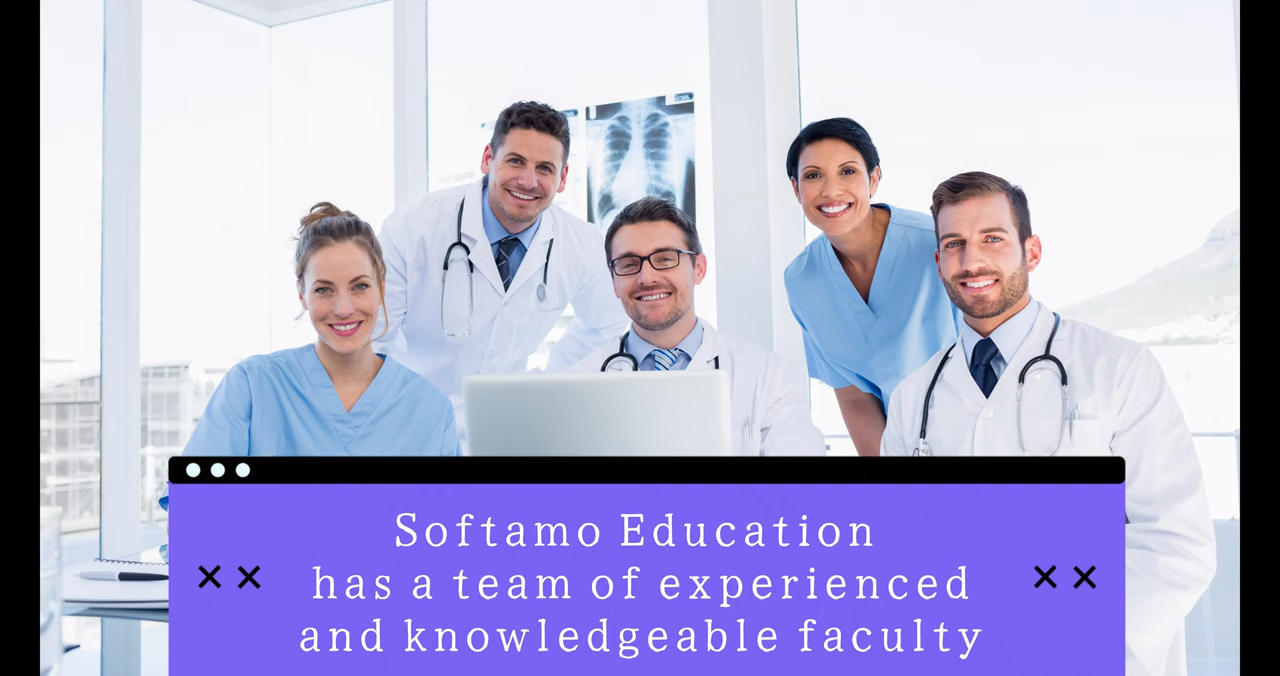 Softamo Education
has a team of experienced
and knowledgeable faculty